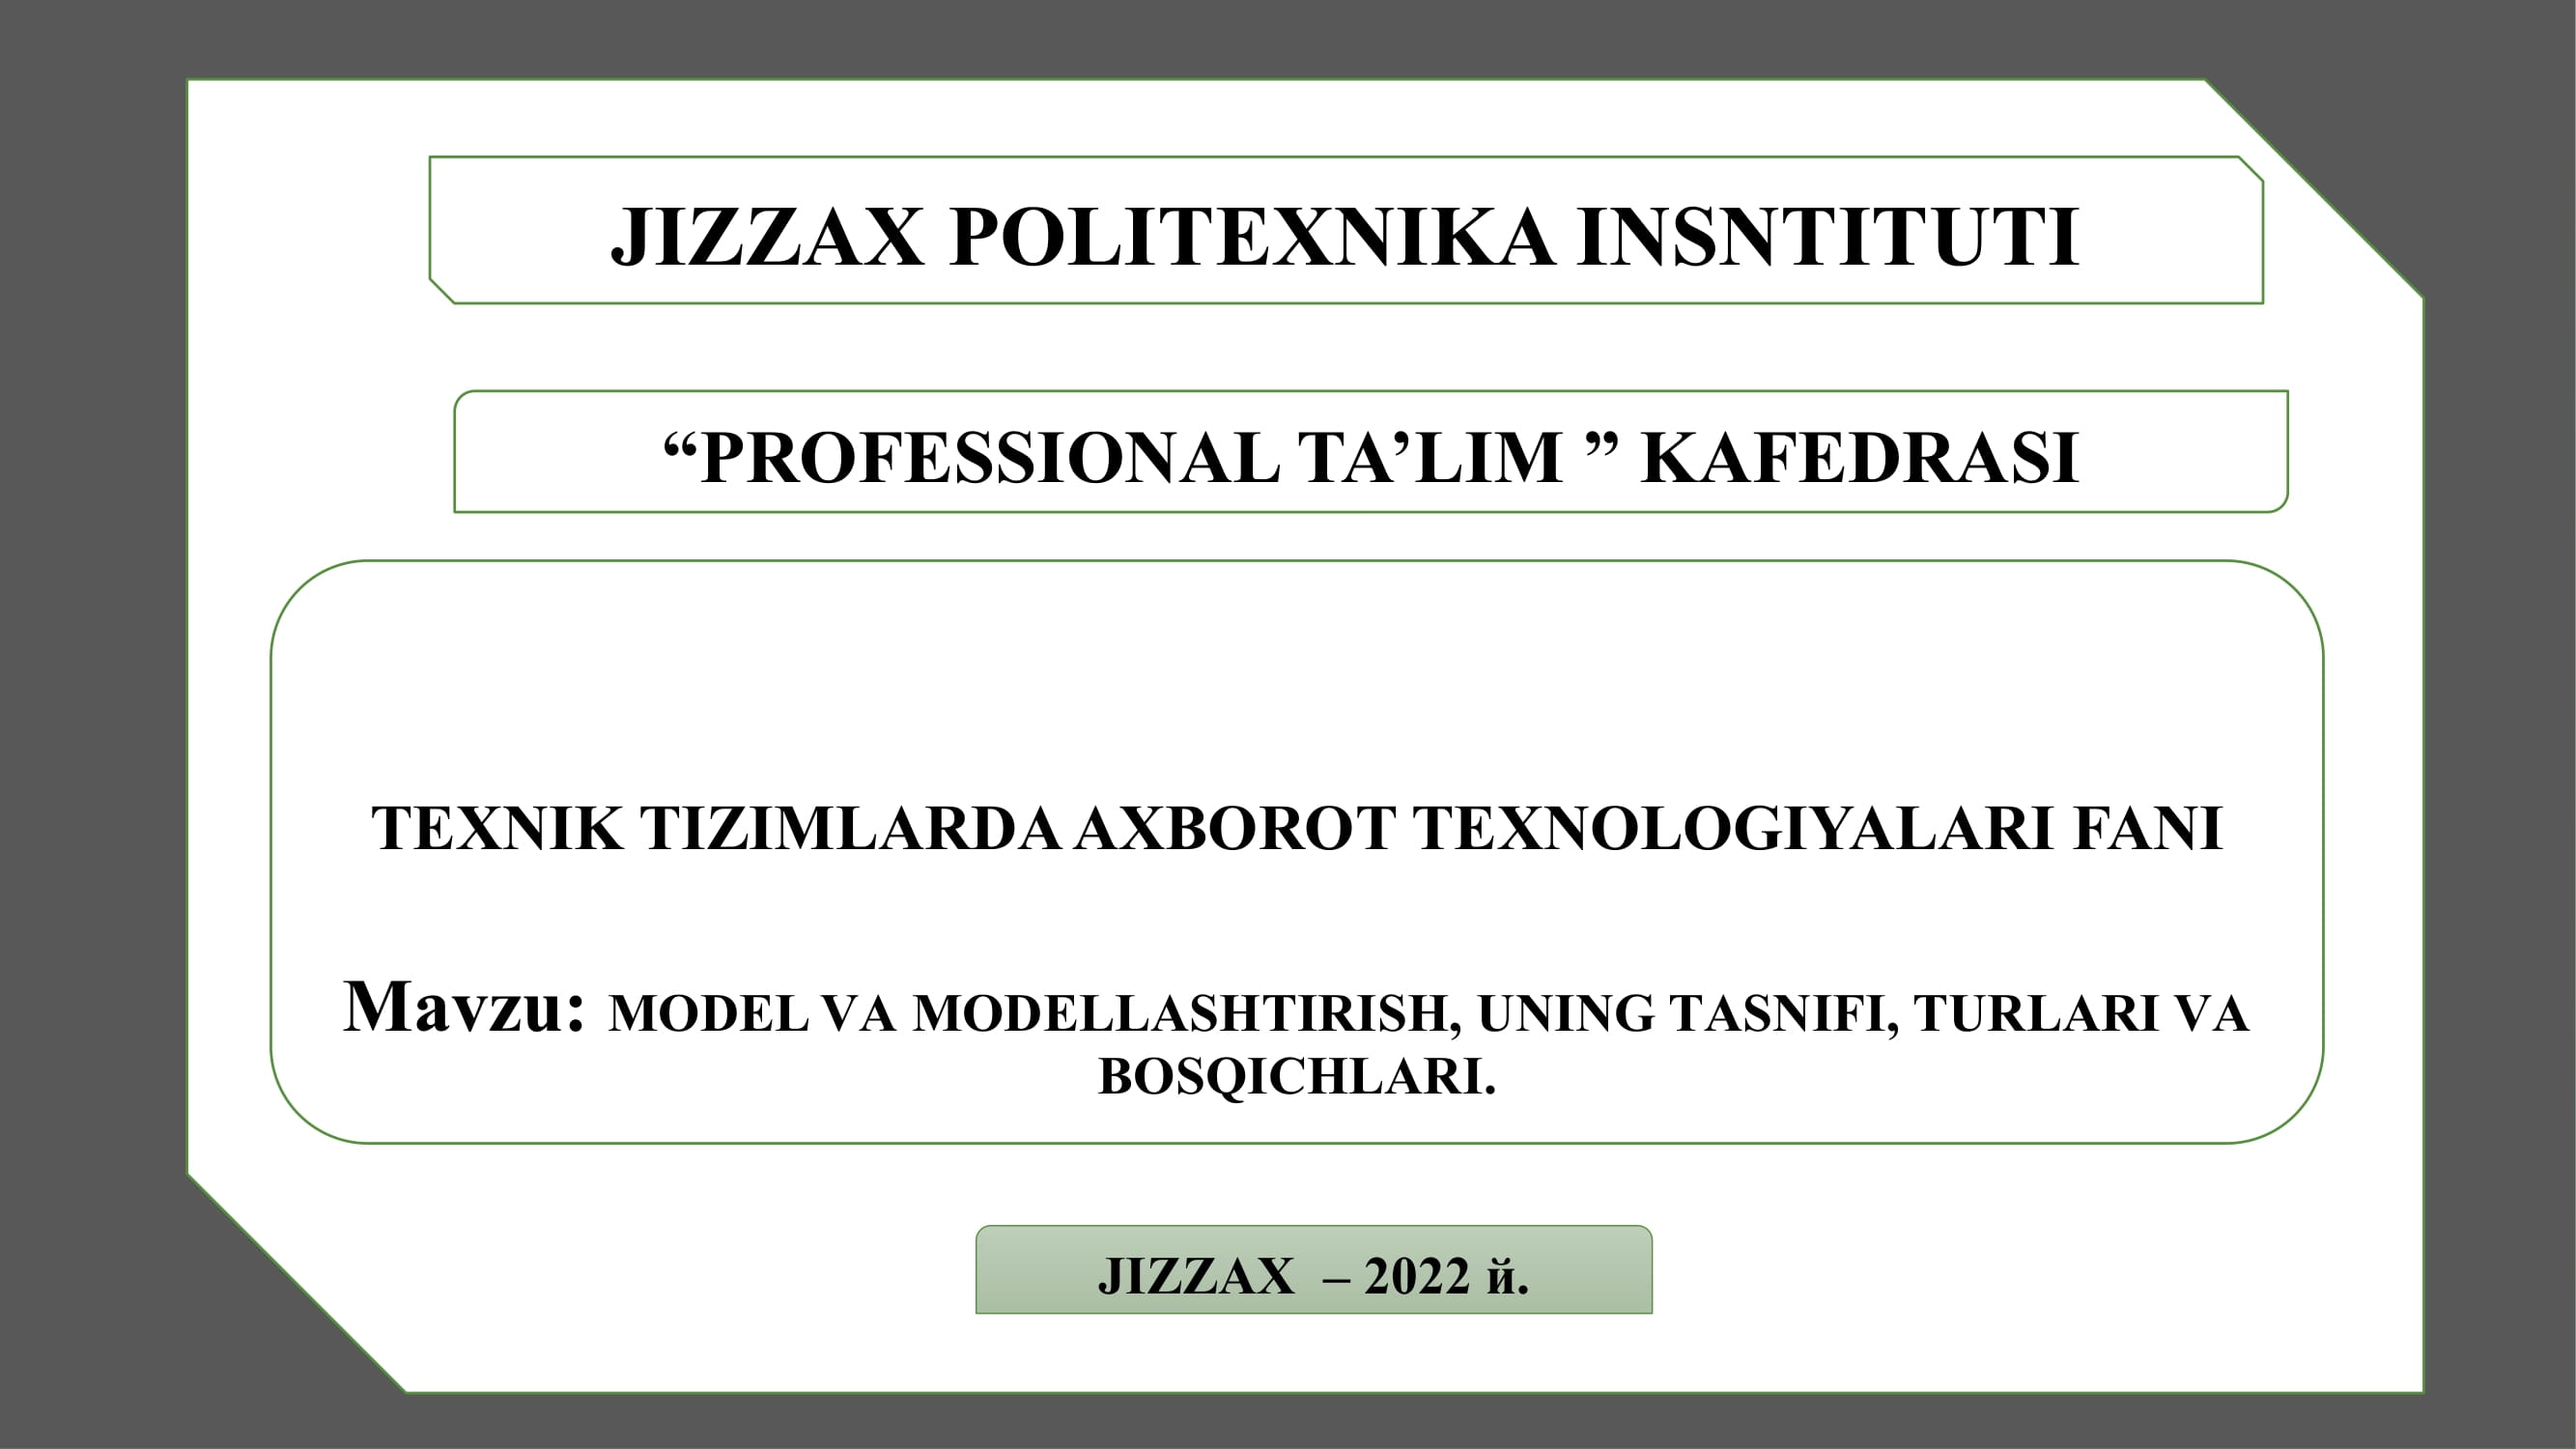 JIZZAX POLITEXNIKA INSNTITUTI
“PROFESSIONAL TA’LIM ” KAFEDRASI
TEXNIK TIZIMLARDA AXBOROT TEXNOLOGIYALARI FANI
Mavzu: MODEL VA MODELLASHTIRISH, UNING TASNIFI, TURLARI VA
BOSQICHLARI.
JIZZAX – 2022 й.